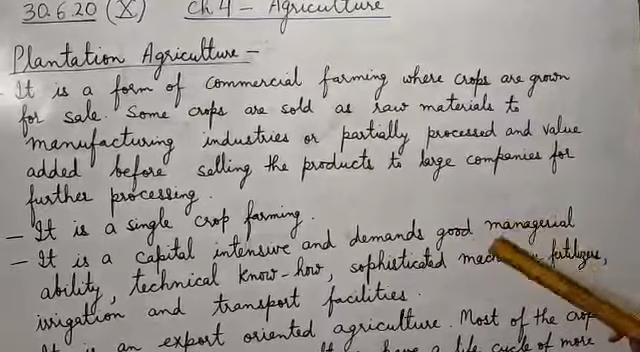 30.6.20 (X) Ch 4 - Agriculture
Plantation Agriculture -
- It is a form of commercial farming where crops are grown
for sale. Some crops are sold as raw materials to
manufacturing industries or partially processed and value
added before selling the products to large companies for
further processing.
- It is a single crop farming.
- It is a capital intensive and demands good managerial
ability, technical know-how, sophisticated fertilizers,
irrigation and transport facilities.
It is an export oriented agriculture. Most of the crop
have a life cycle of more